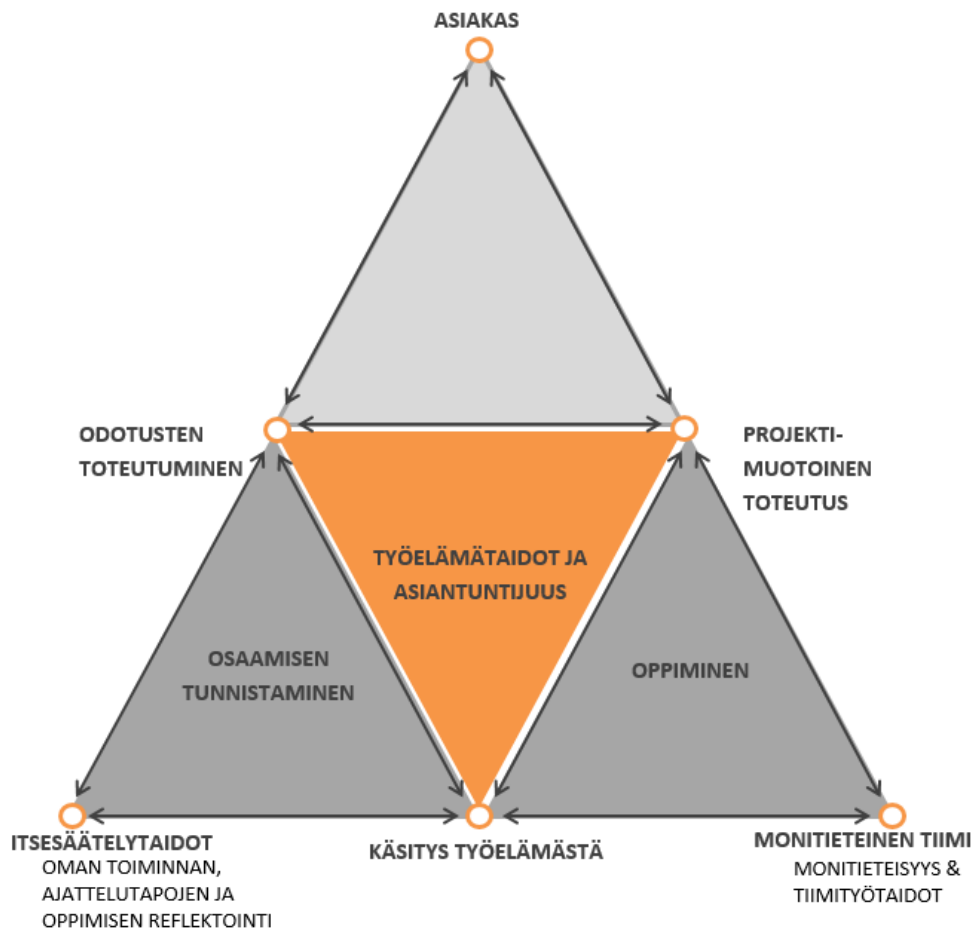 ASIAKAS
ODOTUSTEN
TOTEUTUMINEN
PROJEKTI-
MUOTOINEN
TOTEUTUS
TYÖELÄMÄTAIDOT JA
ASIANTUNTIJUUS
OSAAMISEN
TUNNISTAMINEN
OPPIMINEN
ITSESÄÄTELYTAIDOT
OMAN TOIMINNAN,
AJATTELUTAPOJEN JA
OPPIMISEN REFLEKTOINTI
KÄSITYS TYÖELÄMÄSTÄ
MONITIETEINEN TIIMI
MONITIETEISYYS &
TIIMITYÖTAIDOT